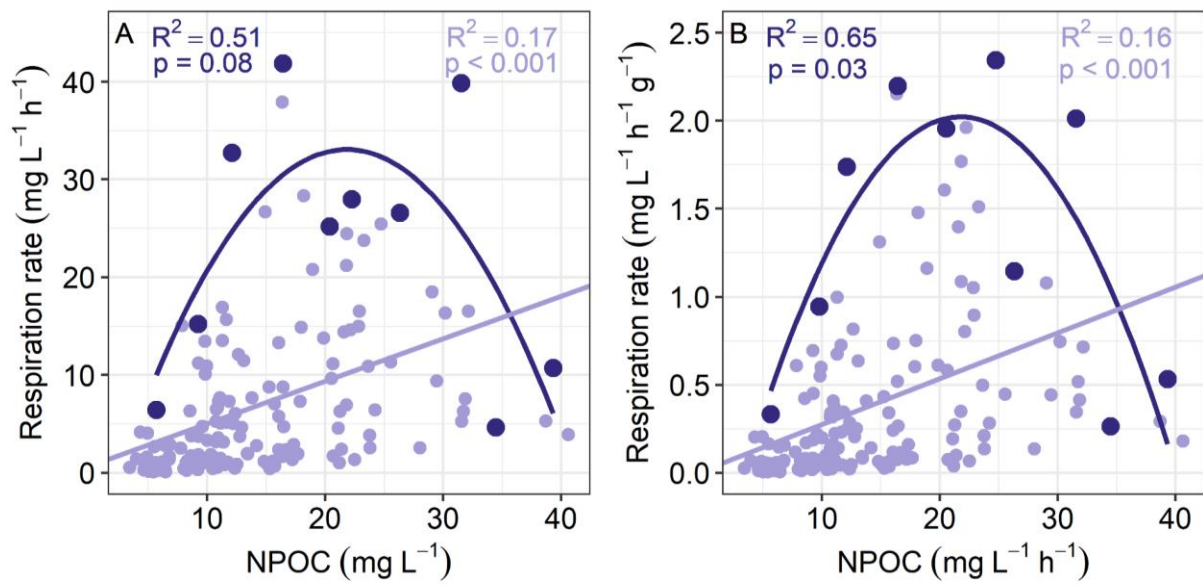 A
R² = 0.51
p = 0.08
R² = 0.17
p < 0.001
Respiration rate (mg L⁻¹ h⁻¹)
40
30
20
10
0
10
20
30
40
NPOC (mg L⁻¹)
B
R² = 0.65
p = 0.03
R² = 0.16
p < 0.001
Respiration rate (mg L⁻¹ h⁻¹ g⁻¹)
2.5
2.0
1.5
1.0
0.5
0.0
10
20
30
40
NPOC (mg L⁻¹ h⁻¹)